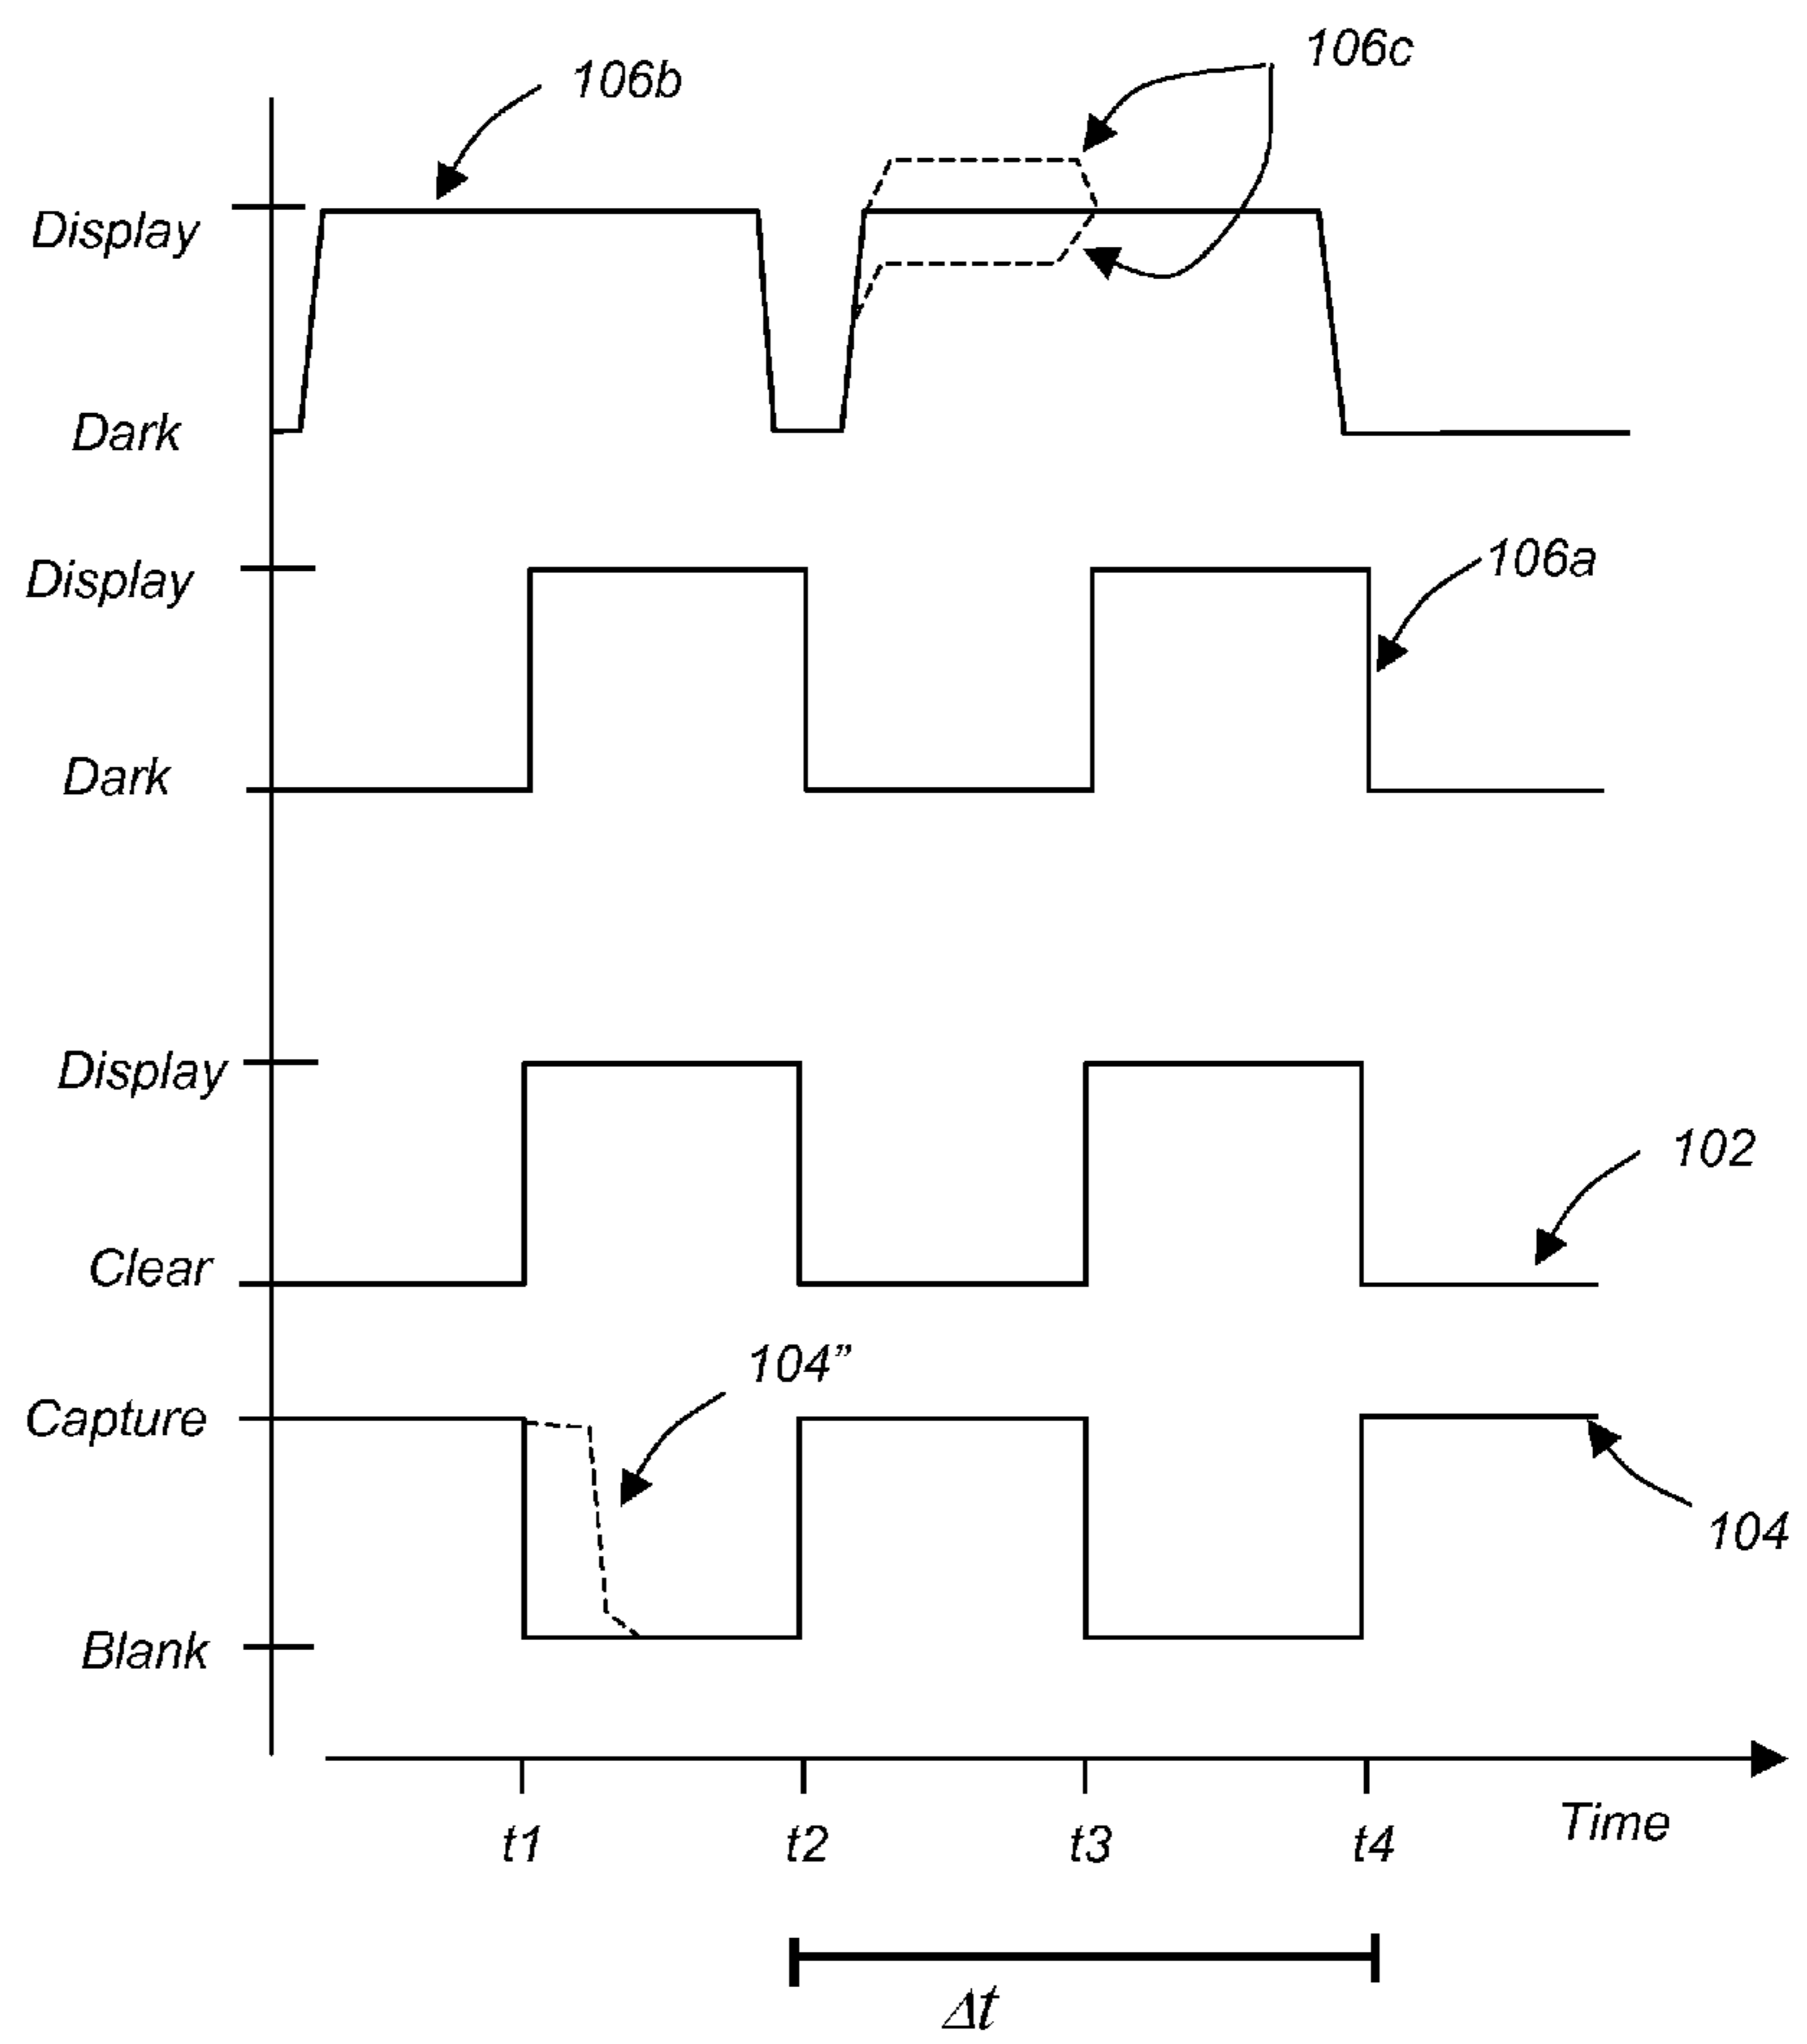 106c
106b
Display
Dark
106a
Display
Dark
Display
102
Clear
104”
Capture
104
Blank
Time
t1 t2 t3 t4
Δt